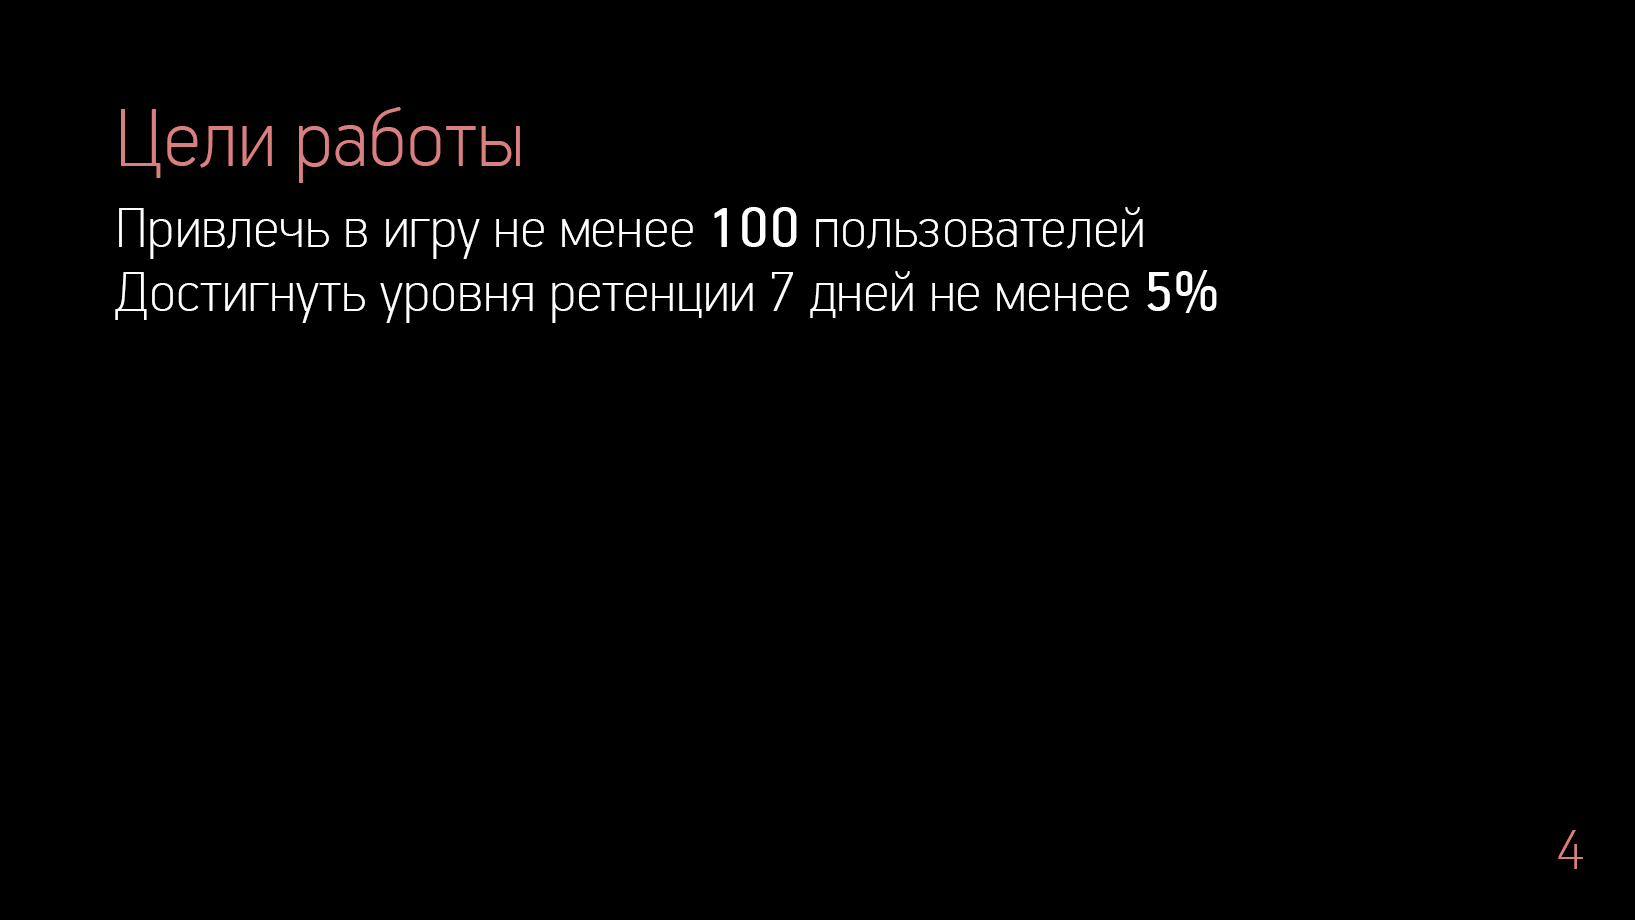 Цели работы
Привлечь в игру не менее 100 пользователей
Достигнуть уровня ретенции 7 дней не менее 5%
4